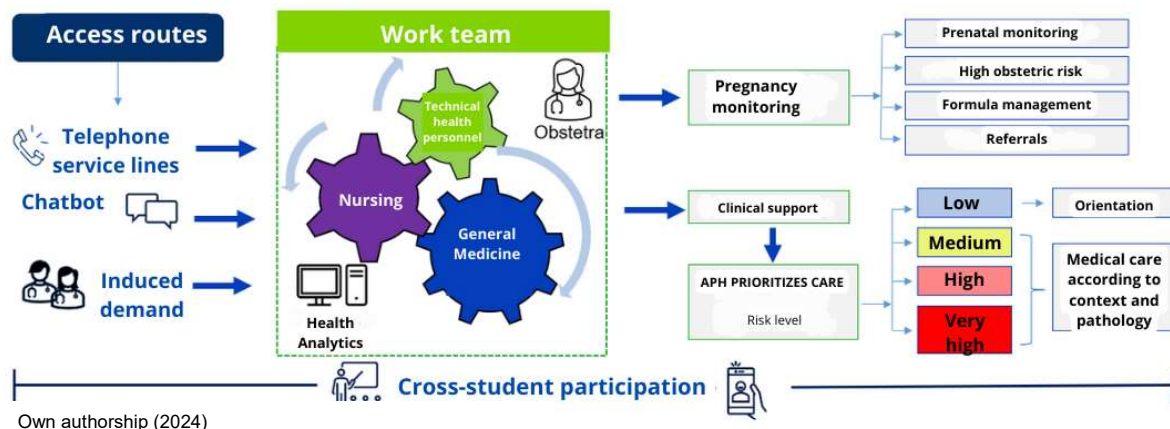 Access routes
Telephone
service lines
Chatbot
Induced
demand
Work team
Technical
health
personnel
Obstetra
Nursing
General
Medicine
Health
Analytics
Pregnancy
monitoring
Prenatal monitoring
High obstetric risk
Formula management
Referrals
Clinical support
APH PRIORITIZES CARE
Risk level
Low
Medium
High
Very
high
Orientation
Medical care
according to
context and
pathology
Cross-student participation
Own authorship (2024)